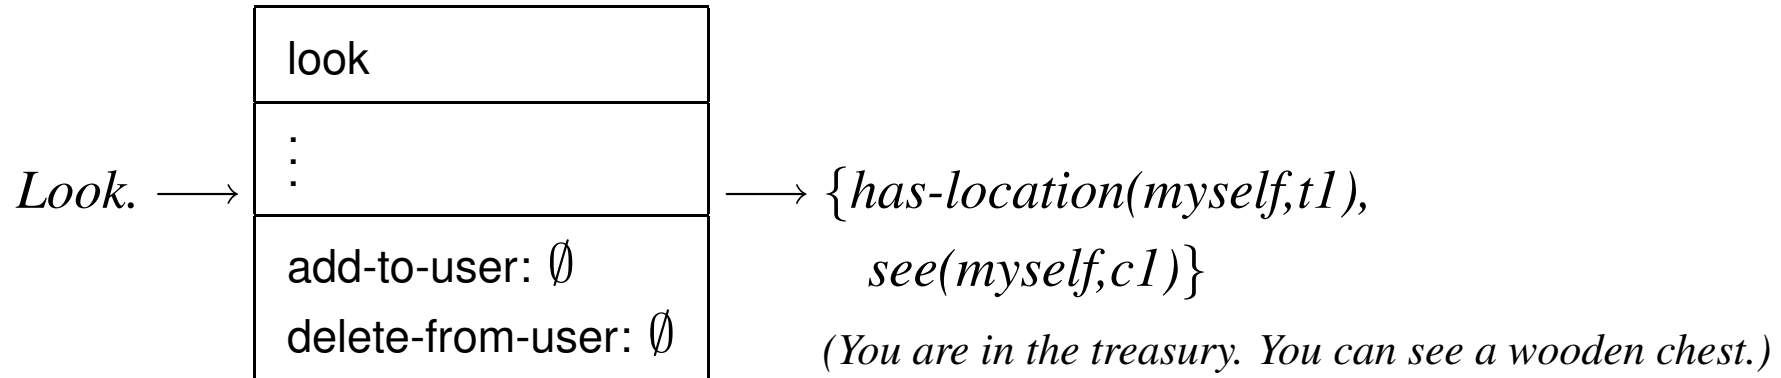 look
⋮
Look. ⟶ ⟶ {has-location(myself,t1),
see(myself,c1)}
add-to-user: ∅
delete-from-user: ∅
(You are in the treasury. You can see a wooden chest.)